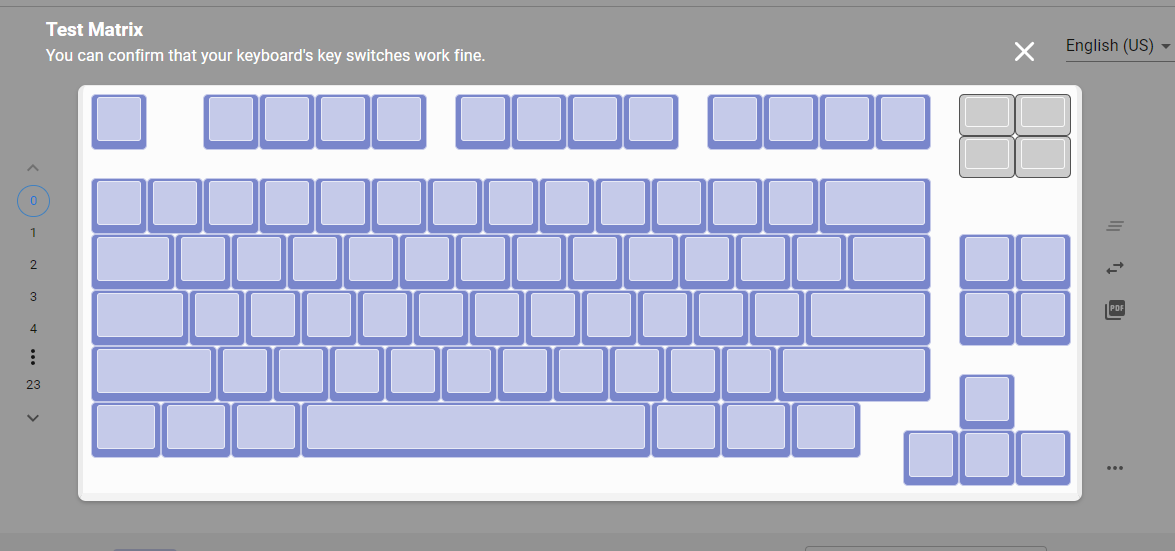 Test Matrix
You can confirm that your keyboard's key switches work fine.
English (US)
0
1
2
3
4
23
PDF